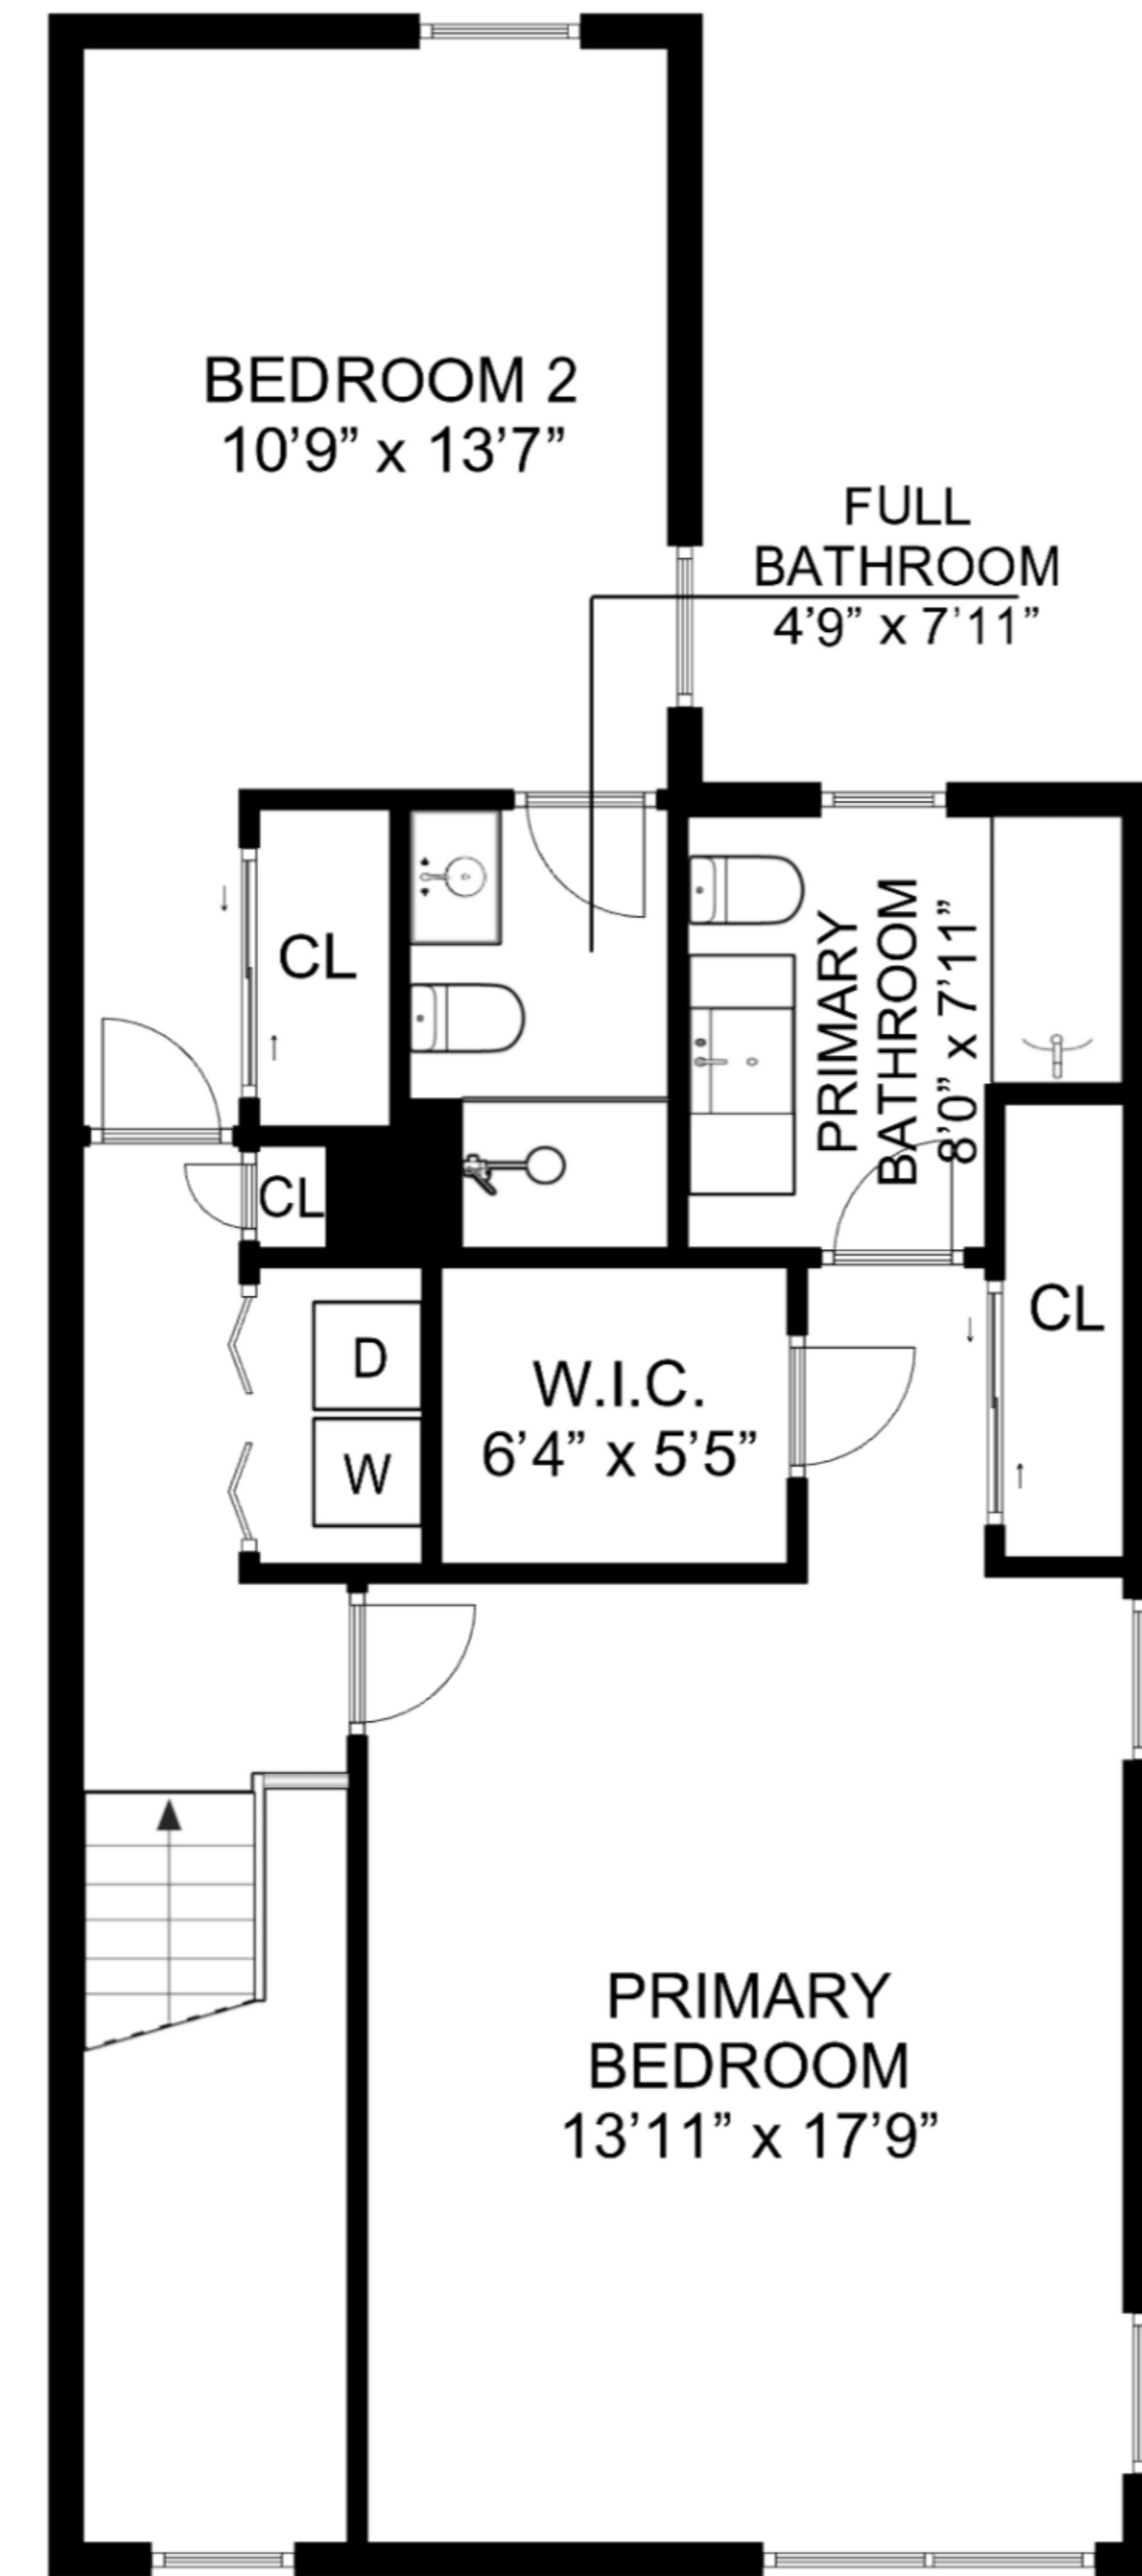 BEDROOM 2
10’9” x 13’7”
FULL
BATHROOM
4’9” x 7’11”
CL
PRIMARY
BATHROOM
8’0” x 7’11”
CL
CL
D
W
W.I.C.
6’4” x 5’5”
PRIMARY
BEDROOM
13’11” x 17’9”